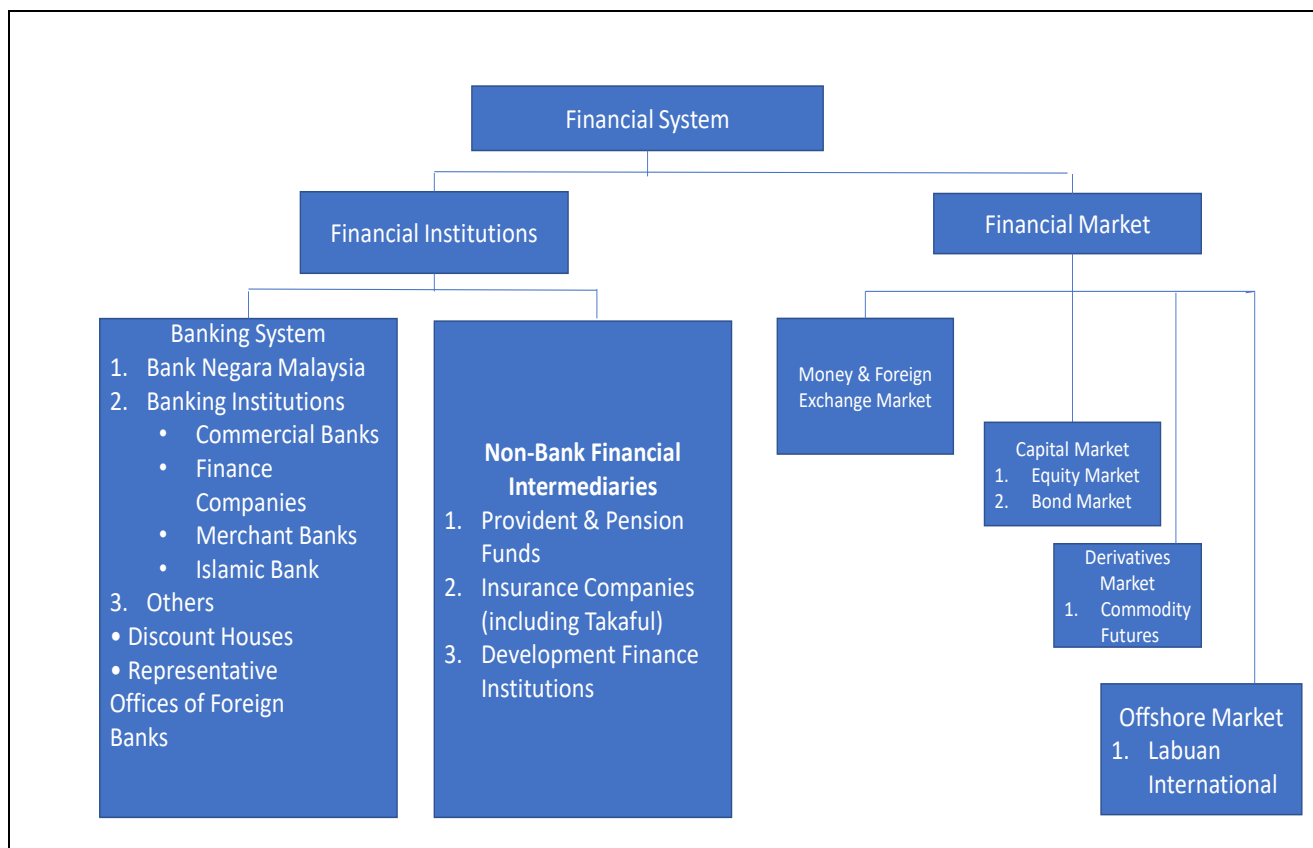 Financial System
Financial Institutions
Financial Market
Banking System
1. Bank Negara Malaysia
2. Banking Institutions
• Commercial Banks
• Finance
Companies
• Merchant Banks
• Islamic Bank
3. Others
• Discount Houses
• Representative
Offices of Foreign
Banks
Non-Bank Financial
Intermediaries
1. Provident & Pension
Funds
2. Insurance Companies
(including Takaful)
3. Development Finance
Institutions
Money & Foreign
Exchange Market
Capital Market
1. Equity Market
2. Bond Market
Derivatives
Market
1. Commodity
Futures
Offshore Market
1. Labuan
International